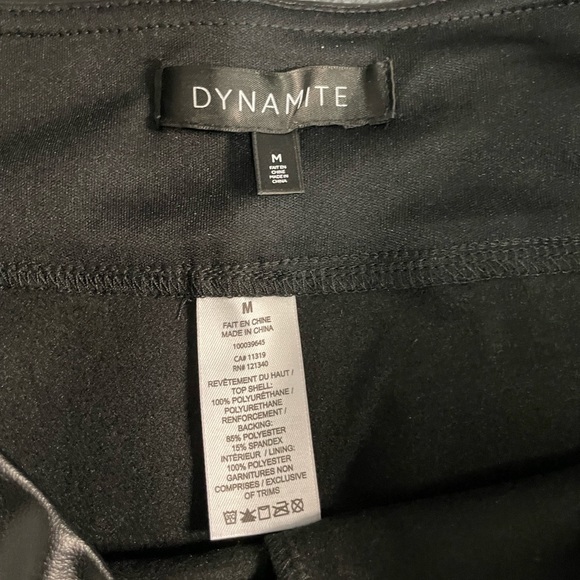 DYNAMITE
M
FAIT EN
CHINE
MADE IN
CHINA
M
FAIT EN CHINE
MADE IN CHINA
100039645
CA# 11319
RN# 121340
REVÊTEMENT DU HAUT /
TOP SHELL:
100% POLYURÉTHANE /
POLYURETHANE
RENFORCEMENT /
BACKING:
85% POLYESTER
15% SPANDEX
INTÉRIEUR / LINING:
100% POLYESTER
GARNITURES NON
COMPRISES / EXCLUSIVE
OF TRIMS